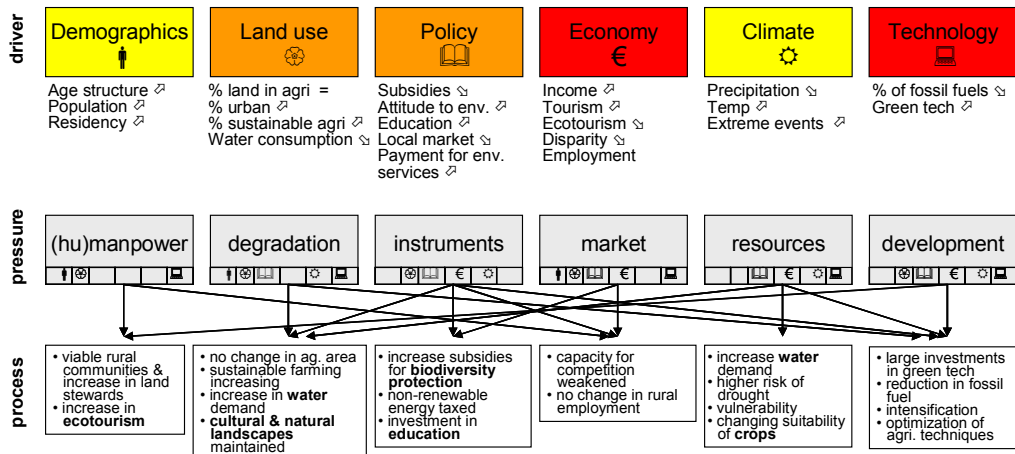 driver
Demographics
Land use
Policy
Economy
€
Climate
Technology
Age structure ⬀
Population ⬀
Residency ⬀
% land in agri =
% urban ⬀
% sustainable agri ⬀
Water consumption ⬂
Subsidies ⬂
Attitude to env. ⬀
Education ⬀
Local market ⬂
Payment for env.
services ⬀
Income ⬀
Tourism ⬀
Ecotourism ⬂
Disparity ⬂
Employment
Precipitation ⬂
Temp ⬀
Extreme events ⬀
% of fossil fuels ⬂
Green tech ⬀
pressure
(hu)manpower
degradation
instruments
€
market
€
resources
€
development
€
process
• viable rural
communities &
increase in land
stewards
• increase in
ecotourism
• no change in ag. area
• sustainable farming
increasing
• increase in water
demand
• cultural & natural
landscapes
maintained
• increase subsidies
for biodiversity
protection
• non-renewable
energy taxed
• investment in
education
• capacity for
competition
weakened
• no change in rural
employment
• increase water
demand
• higher risk of
drought
• vulnerability
• changing suitability
of crops
• large investments
in green tech
• reduction in fossil
fuel
• intensification
• optimization of
agri. techniques